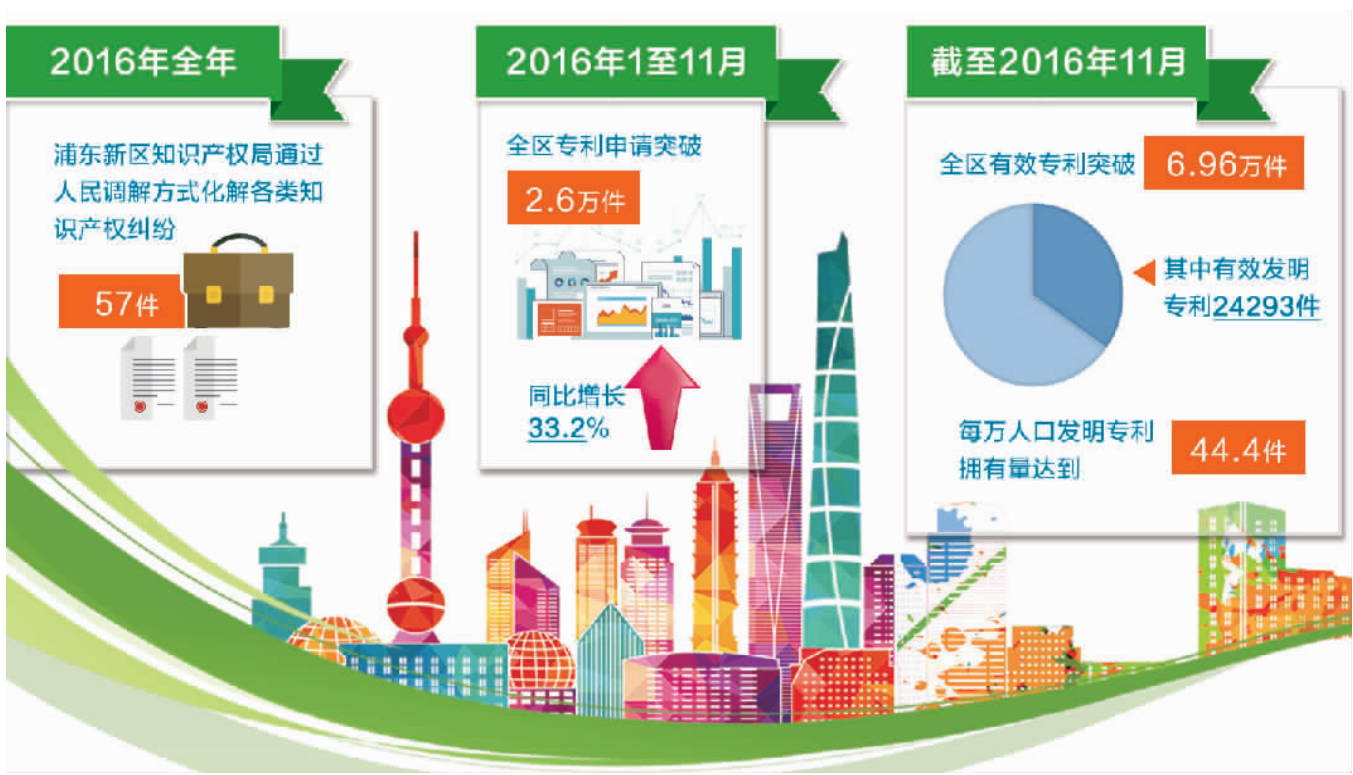 2016年全年
浦东新区知识产权局通过
人民调解方式化解各类知
识产权纠纷
57件
2016年1至11月
全区专利申请突破
2.6万件
同比增长
33.2%
截至2016年11月
全区有效专利突破 6.96万件
其中有效发明
专利24293件
每万人口发明专利
拥有量达到
44.4件